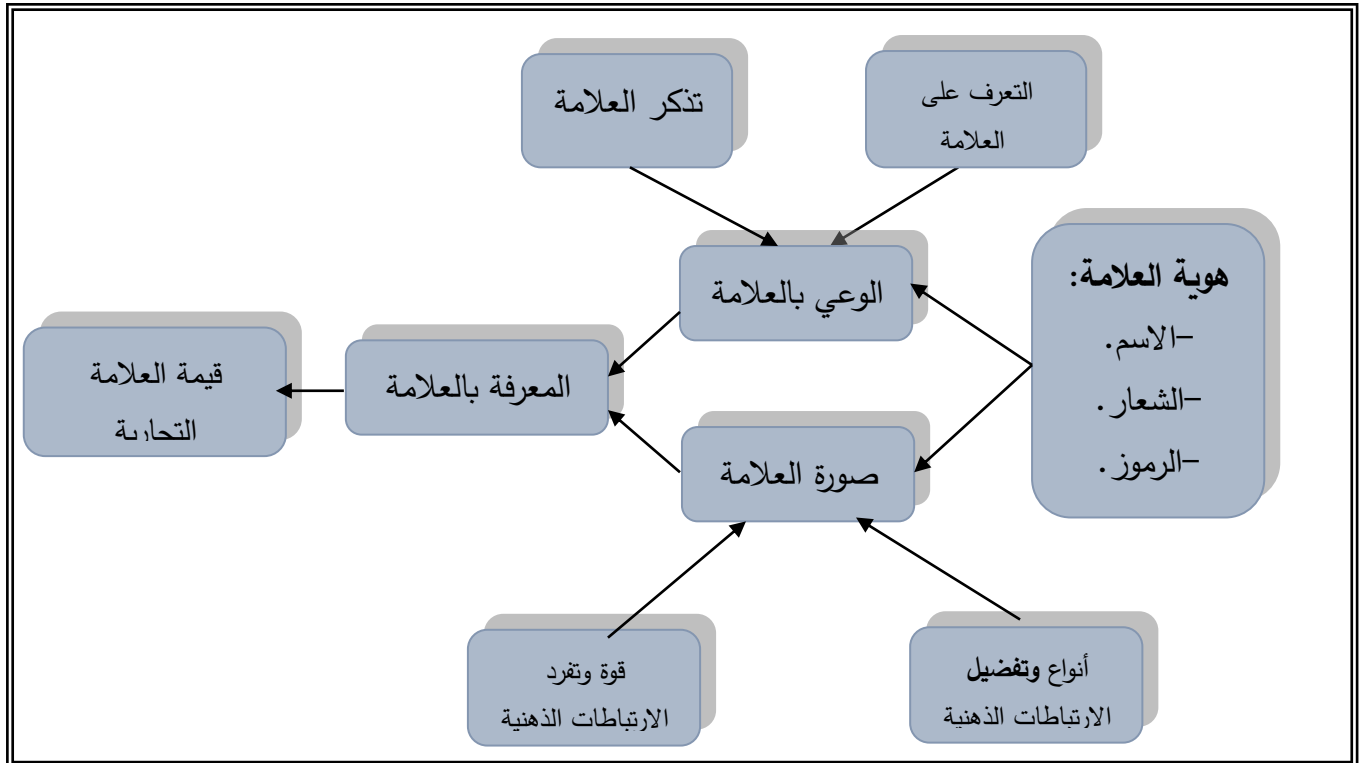 التعرف على
العلامة
تذكر العلامة
هوية العلامة:
-الاسم.
-الشعار.
-الرموز.
الوعي بالعلامة
صورة العلامة
المعرفة بالعلامة
قيمة العلامة
التجارية
أنواع وتفضيل
الارتباطات الذهنية
قوة وتفرد
الارتباطات الذهنية